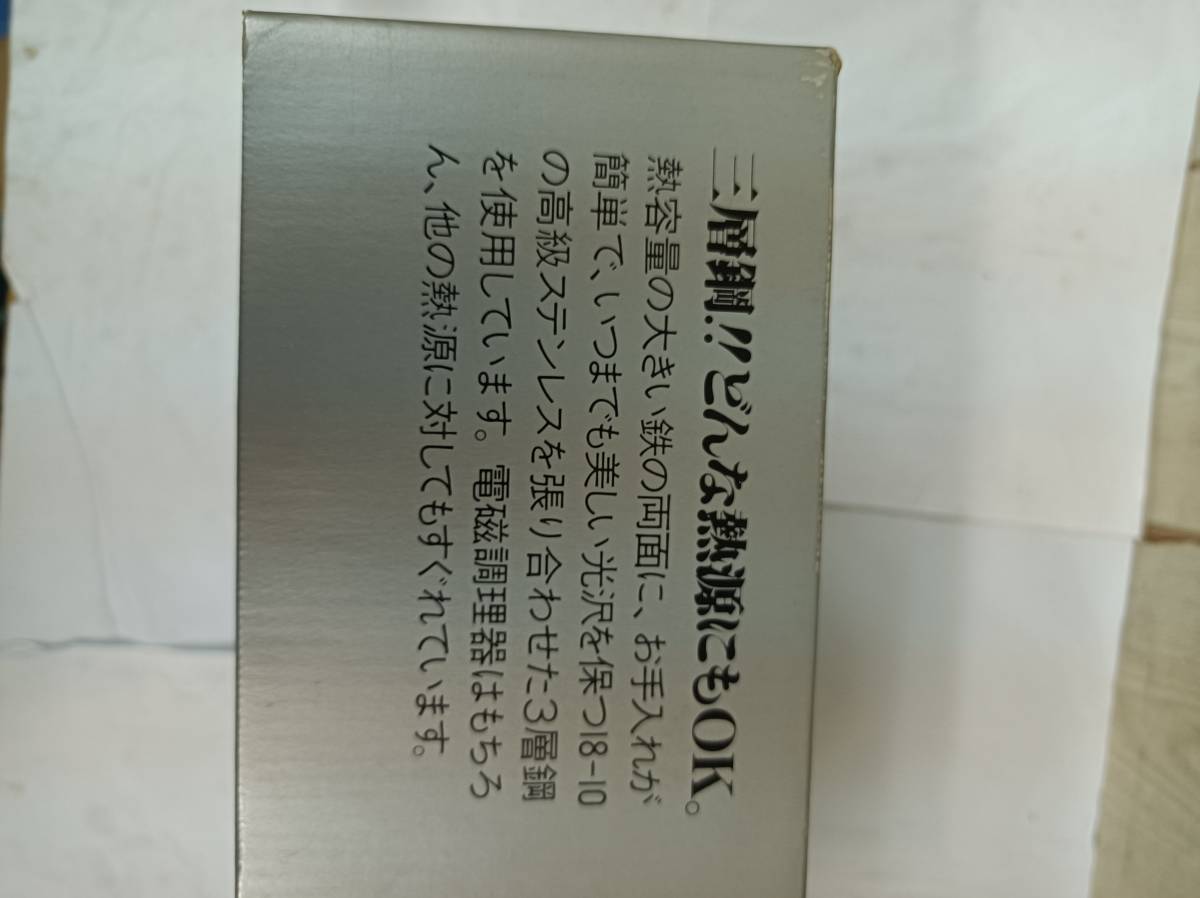 三層鋼!!どんな熱源にもOK。
熱容量の大きい鉄の両面に、お手入れが
簡単で、いつまでも美しい光沢を保つ18-10
の高級ステンレスを張り合わせた3層鋼
を使用しています。電磁調理器はもちろ
ん、他の熱源に対してもすぐれています。